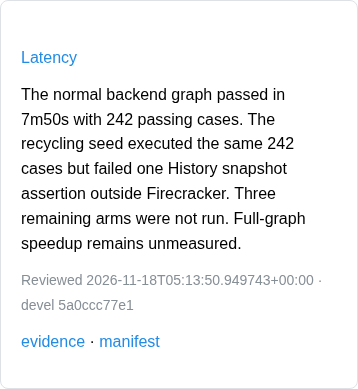 Latency
The normal backend graph passed in
7m50s with 242 passing cases. The
recycling seed executed the same 242
cases but failed one History snapshot
assertion outside Firecracker. Three
remaining arms were not run. Full-graph
speedup remains unmeasured.
Reviewed 2026-11-18T05:13:50.949743+00:00 ·
devel 5a0ccc77e1
evidence · manifest